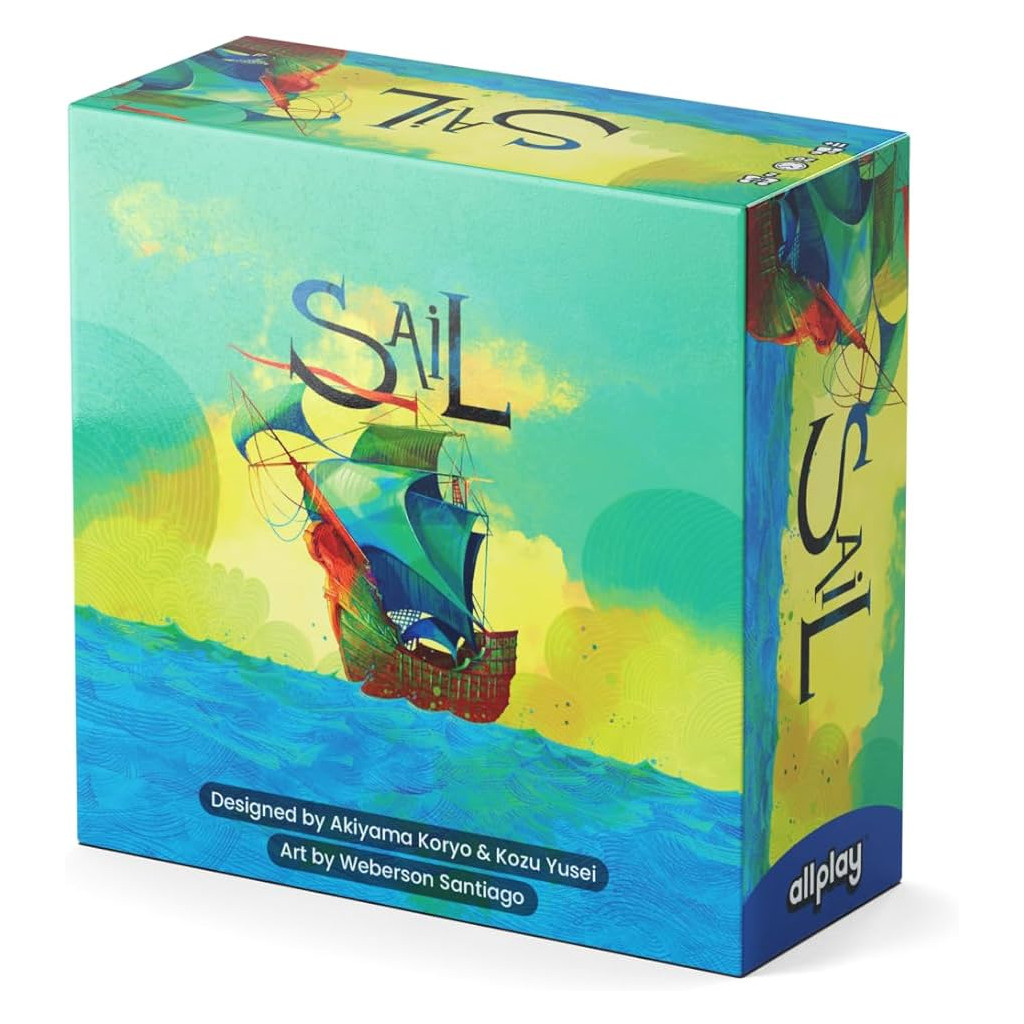 SAiL
SAiL
Designed by Akiyama Koryo & Kozu Yusei
Art by Weberson Santiago
SAiL
allplay